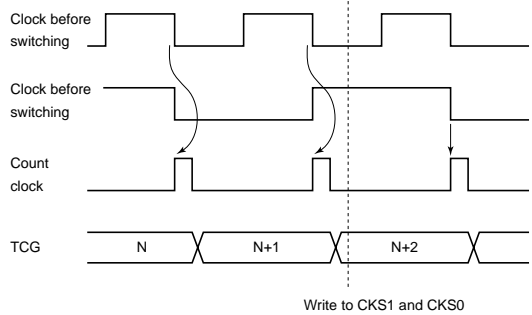 Clock before
switching
Clock before
switching
Count
clock
TCG
N
N+1
N+2
Write to CKS1 and CKS0